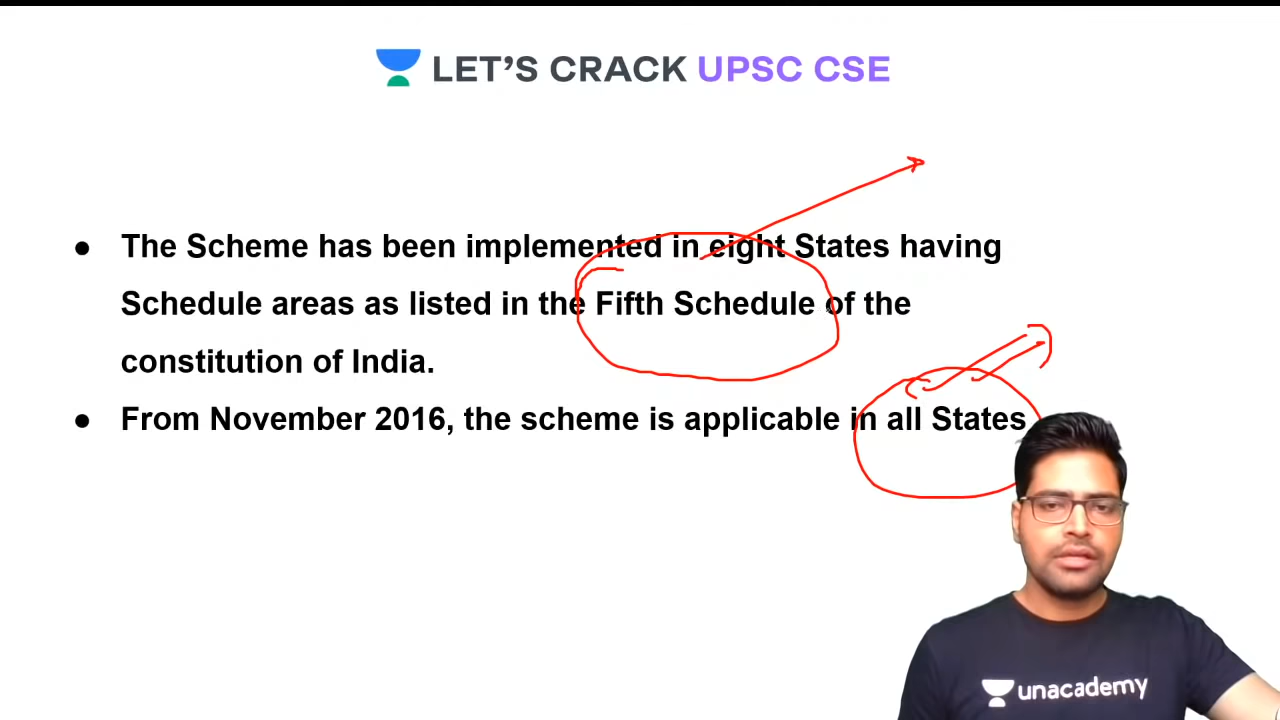 LET'S CRACK UPSC CSE
● The Scheme has been implemented in eight States having
Schedule areas as listed in the Fifth Schedule of the
constitution of India.
● From November 2016, the scheme is applicable in all States
unacademy